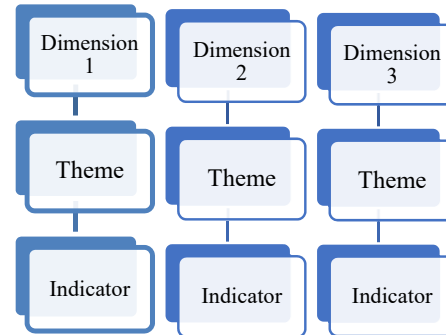 Dimension
1
Theme
Indicator
Dimension
2
Theme
Indicator
Dimension
3
Theme
Indicator